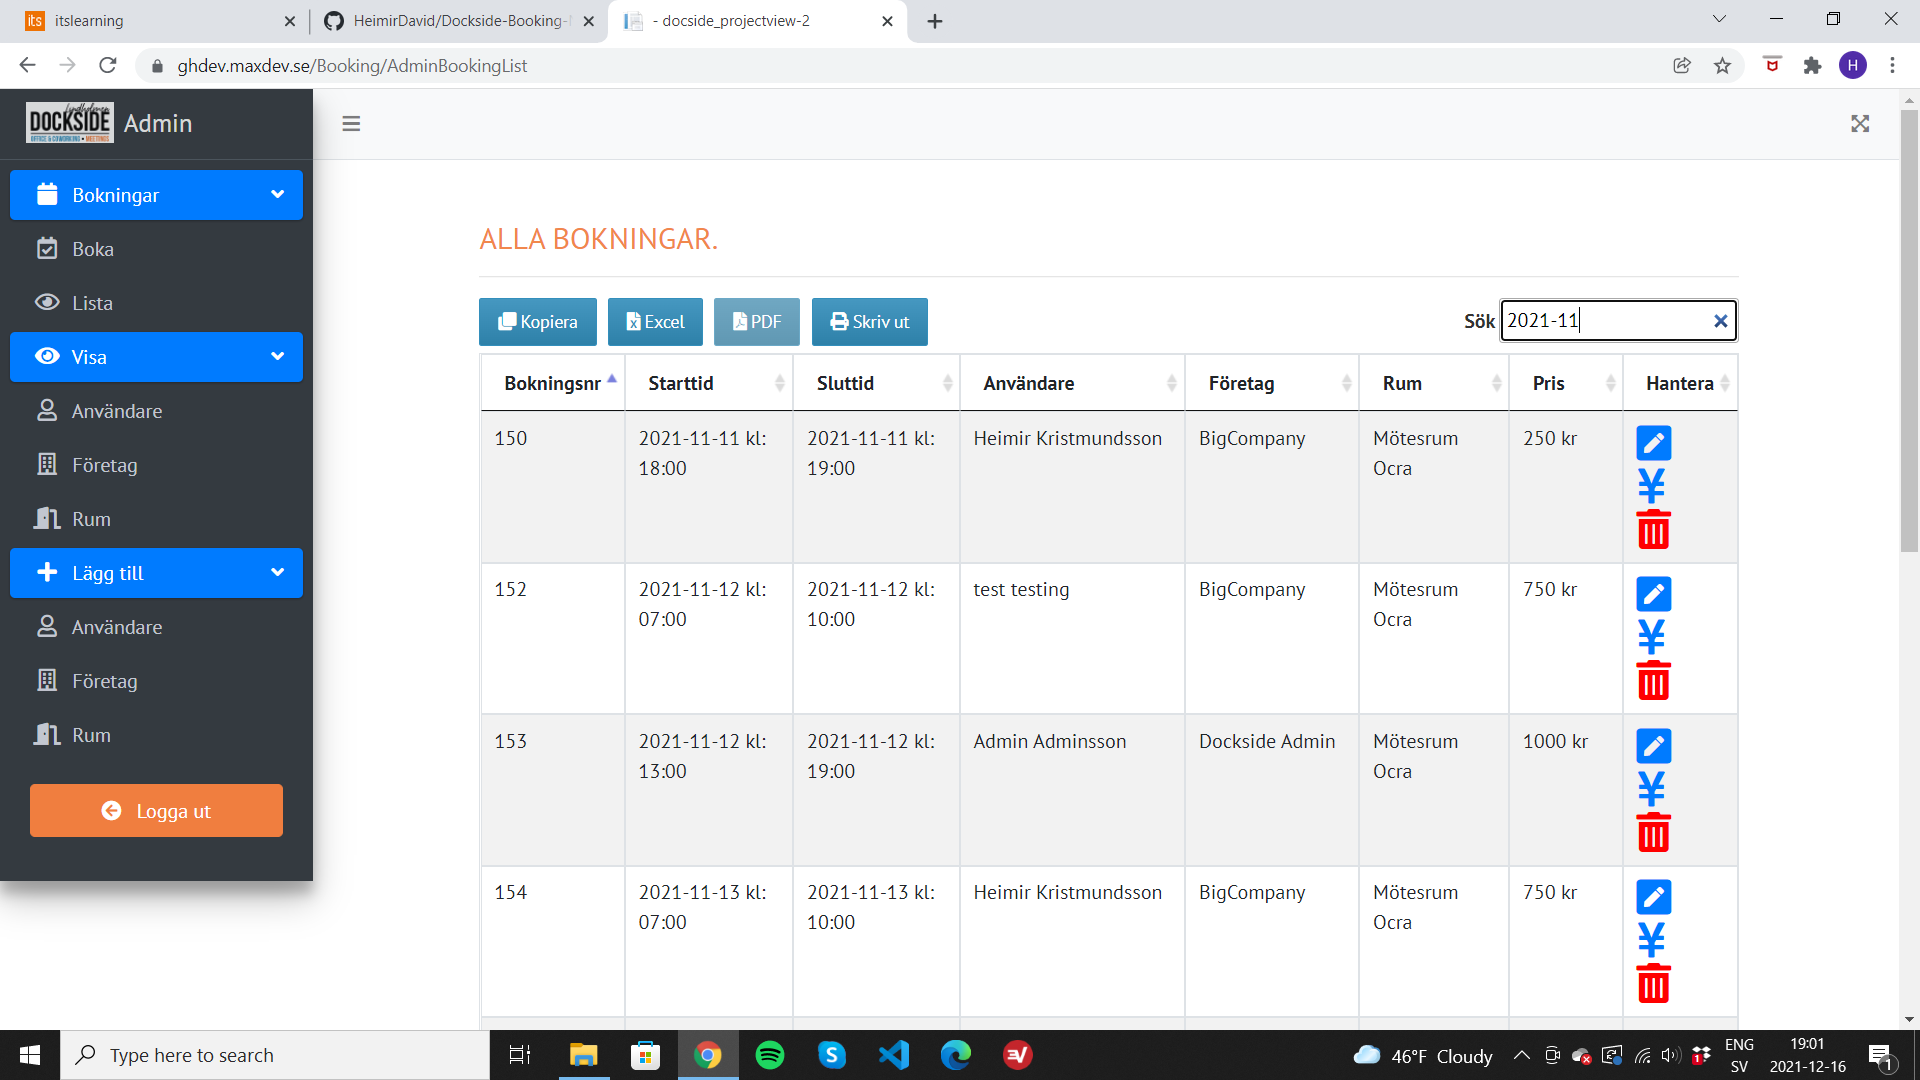 its itslearning
HeimirDavid/Dockside-Booking-
- docside_projectview-2
ghdev.maxdev.se/Booking/AdminBookingList
H
Lindholmen
DOCKSIDE
OFFICE & COWORKING • MEETINGS
Admin
Bokningar
Boka
Lista
Visa
Användare
Företag
Rum
Lägg till
Användare
Företag
Rum
Logga ut
ALLA BOKNINGAR.
Kopiera Excel PDF Skriv ut Sök 2021-11
Bokningsnr Starttid Sluttid Användare Företag Rum Pris Hantera
150 2021-11-11 kl: 18:00 2021-11-11 kl: 19:00 Heimir Kristmundsson BigCompany Mötesrum Ocra 250 kr
152 2021-11-12 kl: 07:00 2021-11-12 kl: 10:00 test testing BigCompany Mötesrum Ocra 750 kr
153 2021-11-12 kl: 13:00 2021-11-12 kl: 19:00 Admin Adminsson Dockside Admin Mötesrum Ocra 1000 kr
154 2021-11-13 kl: 07:00 2021-11-13 kl: 10:00 Heimir Kristmundsson BigCompany Mötesrum Ocra 750 kr
Type here to search
46°F Cloudy
ENG
SV
19:01
2021-12-16
1